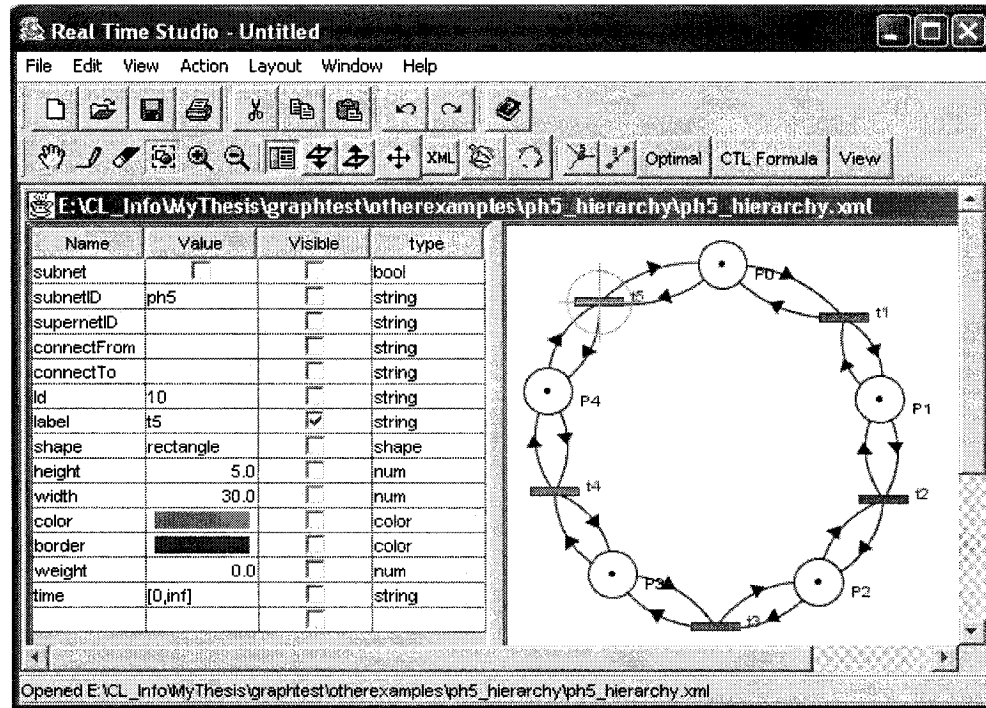 Real Time Studio - Untitled
File Edit View Action Layout Window Help
XML Optimal CTL Formula View
E:\CL_Info\MyThesis\graphtest\otherexamples\ph5_hierarchy\ph5_hierarchy.xml
Name Value Visible type
subnet bool
subnetID ph5 string
supernetID string
connectFrom string
connectTo string
Id 10 string
label t5 string
shape rectangle shape
height 5.0 num
width 30.0 num
color color
border color
weight 0.0 num
time [0,inf] string
P0
t5
t1
P4
P1
t4
t2
P3
P2
t3
Opened E:\CL_Info\MyThesis\graphtest\otherexamples\ph5_hierarchy\ph5_hierarchy.xml